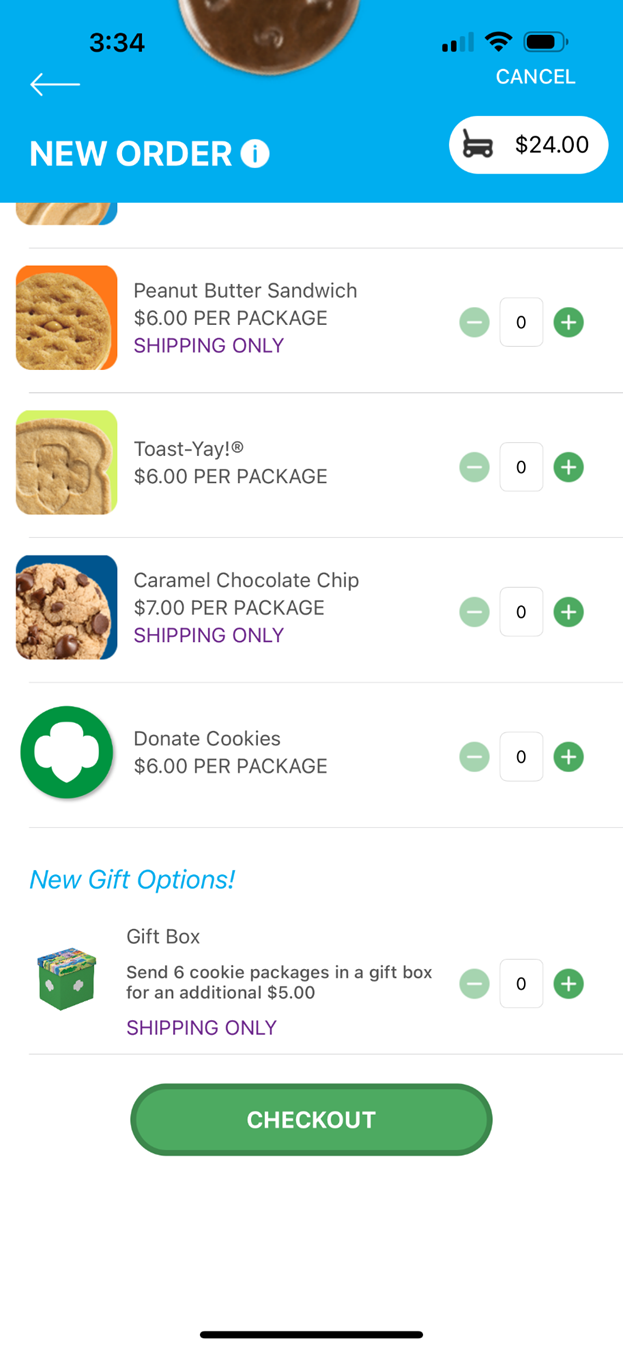 3:34
CANCEL
NEW ORDER i
$24.00
Peanut Butter Sandwich
$6.00 PER PACKAGE
SHIPPING ONLY
0
Toast-Yay!®
$6.00 PER PACKAGE
0
Caramel Chocolate Chip
$7.00 PER PACKAGE
SHIPPING ONLY
0
Donate Cookies
$6.00 PER PACKAGE
0
New Gift Options!
Gift Box
Send 6 cookie packages in a gift box
for an additional $5.00
SHIPPING ONLY
0
CHECKOUT